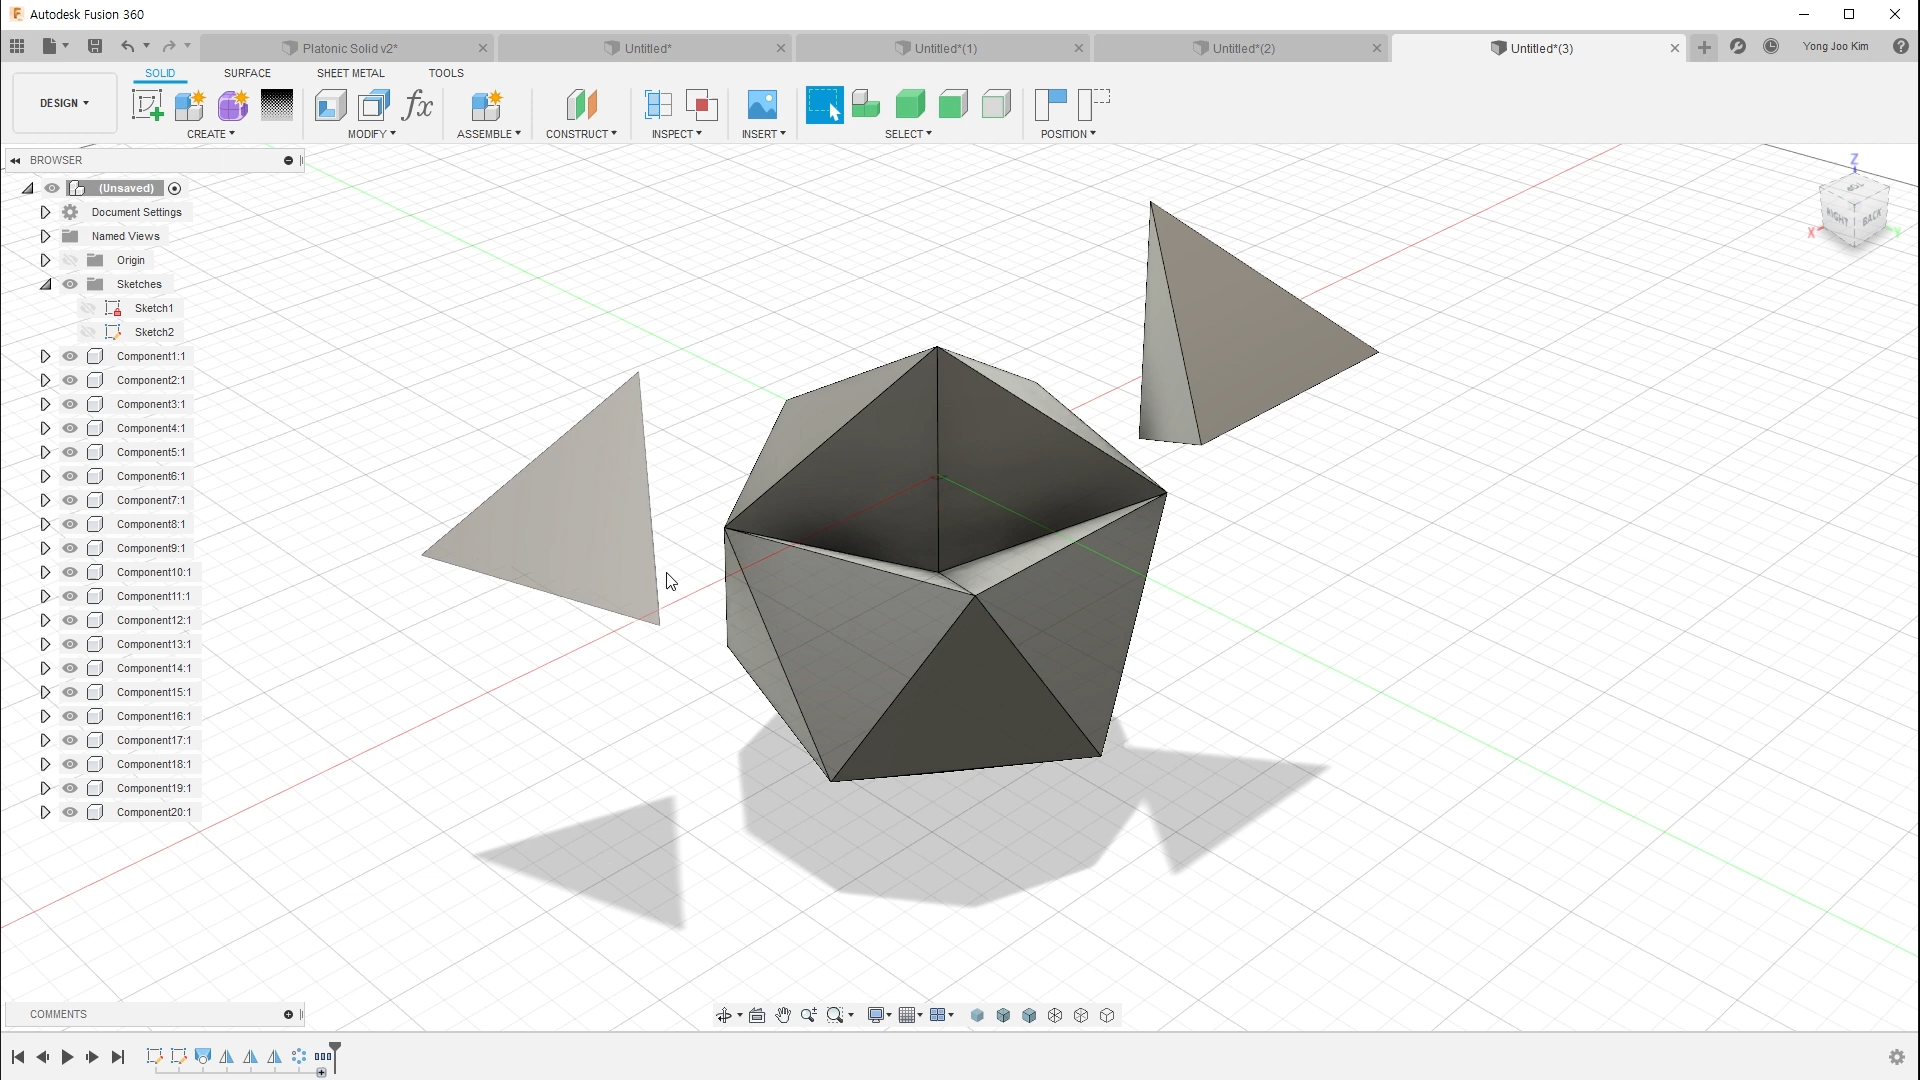 Autodesk Fusion 360
Platonic Solid v2*
Untitled*
Untitled*(1)
Untitled*(2)
Untitled*(3)
Yong Joo Kim
DESIGN
SOLID
SURFACE
SHEET METAL
TOOLS
CREATE
MODIFY
ASSEMBLE
CONSTRUCT
INSPECT
INSERT
SELECT
POSITION
BROWSER
(Unsaved)
Document Settings
Named Views
Origin
Sketches
Sketch1
Sketch2
Component1:1
Component2:1
Component3:1
Component4:1
Component5:1
Component6:1
Component7:1
Component8:1
Component9:1
Component10:1
Component11:1
Component12:1
Component13:1
Component14:1
Component15:1
Component16:1
Component17:1
Component18:1
Component19:1
Component20:1
Z
TOP
RIGHT
BACK
X
Y
COMMENTS